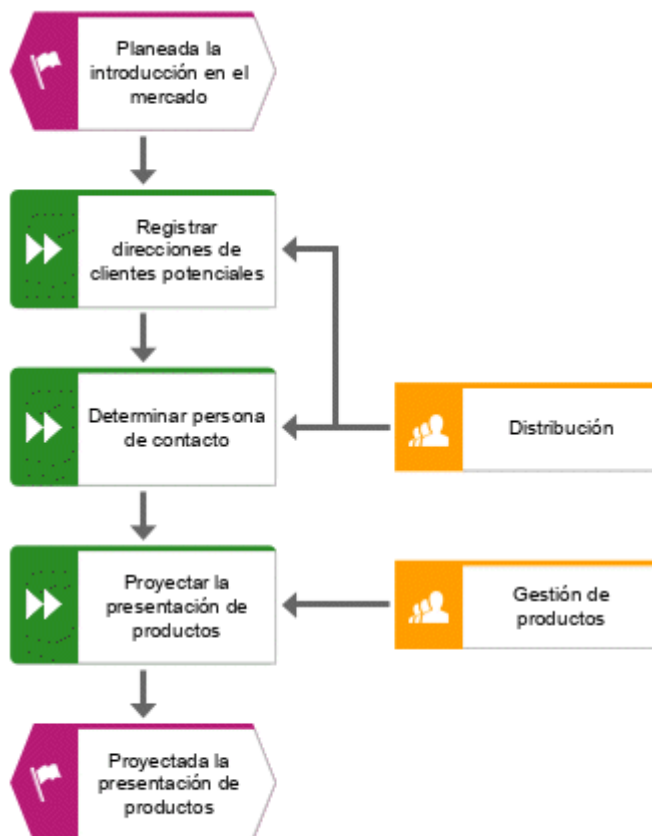 Planeada la
introducción en el
mercado
Registrar
direcciones de
clientes potenciales
Determinar persona
de contacto
Distribución
Proyectar la
presentación de
productos
Gestión de
productos
Proyectada la
presentación de
productos